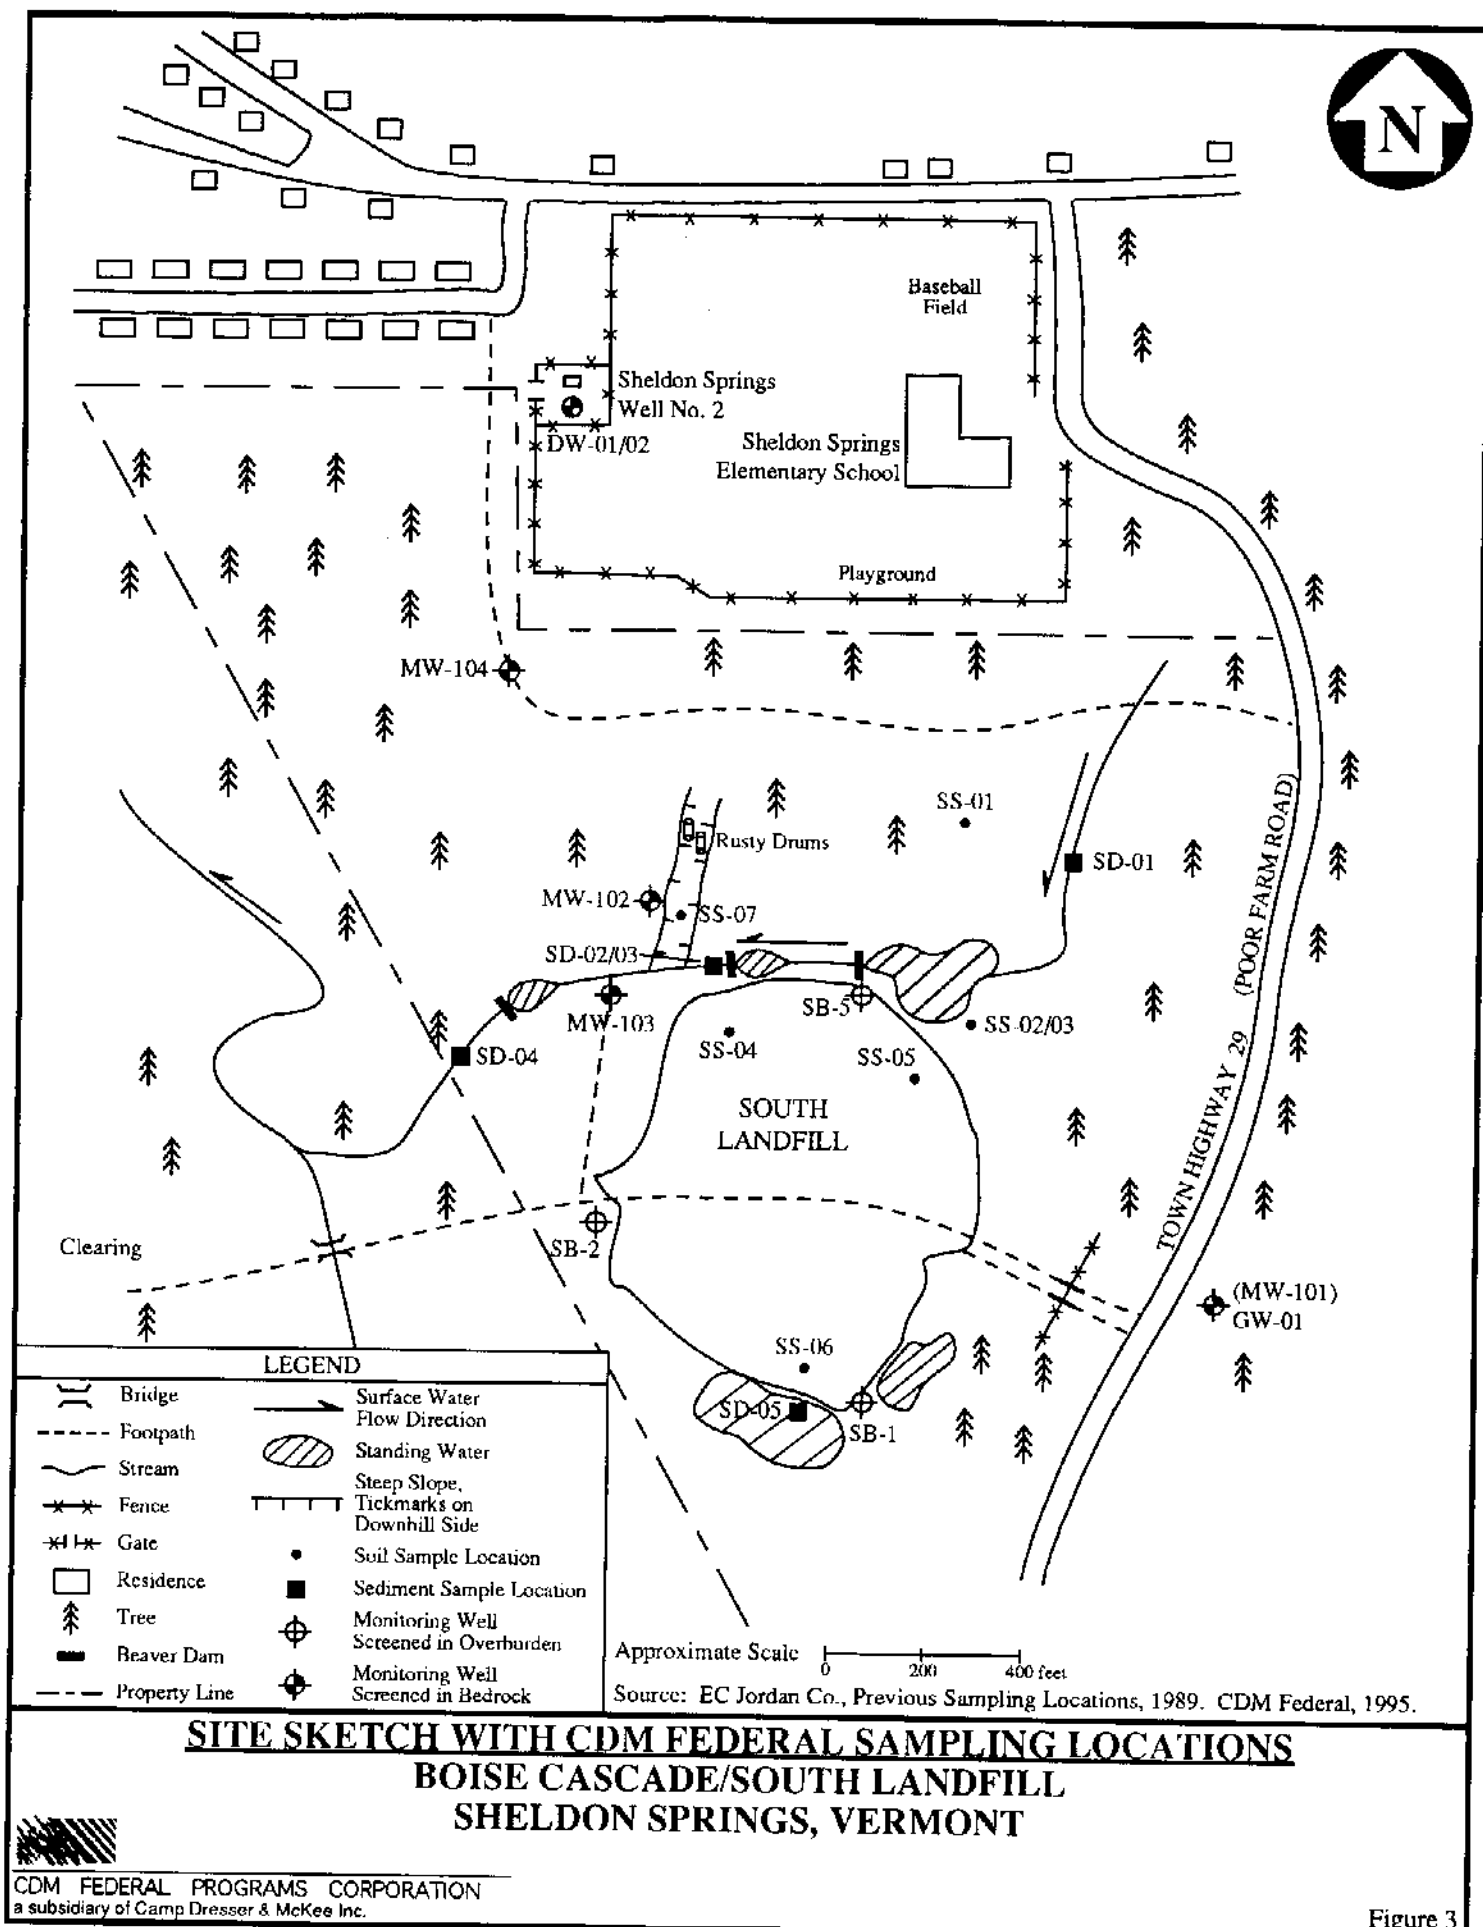 N
Baseball
Field
Sheldon Springs
Well No. 2
DW-01/02
Sheldon Springs
Elementary School
Playground
MW-104
SS-01
Rusty Drums
SD-01
MW-102
SS-07
SD-02/03
SB-5
MW-103
SS-02/03
SS-04
SS-05
SD-04
SOUTH
LANDFILL
TOWN HIGHWAY 29 (POOR FARM ROAD)
Clearing
SB-2
(MW-101)
GW-01
SS-06
SD-05
SB-1
LEGEND
Bridge
Footpath
Stream
Fence
Gate
Residence
Tree
Beaver Dam
Property Line
Surface Water
Flow Direction
Standing Water
Steep Slope,
Tickmarks on
Downhill Side
Soil Sample Location
Sediment Sample Location
Monitoring Well
Screened in Overburden
Monitoring Well
Screened in Bedrock
Approximate Scale
0 200 400 feet
Source: EC Jordan Co., Previous Sampling Locations, 1989. CDM Federal, 1995.
SITE SKETCH WITH CDM FEDERAL SAMPLING LOCATIONS
BOISE CASCADE/SOUTH LANDFILL
SHELDON SPRINGS, VERMONT
CDM FEDERAL PROGRAMS CORPORATION
a subsidiary of Camp Dresser & McKee Inc.
Figure 3